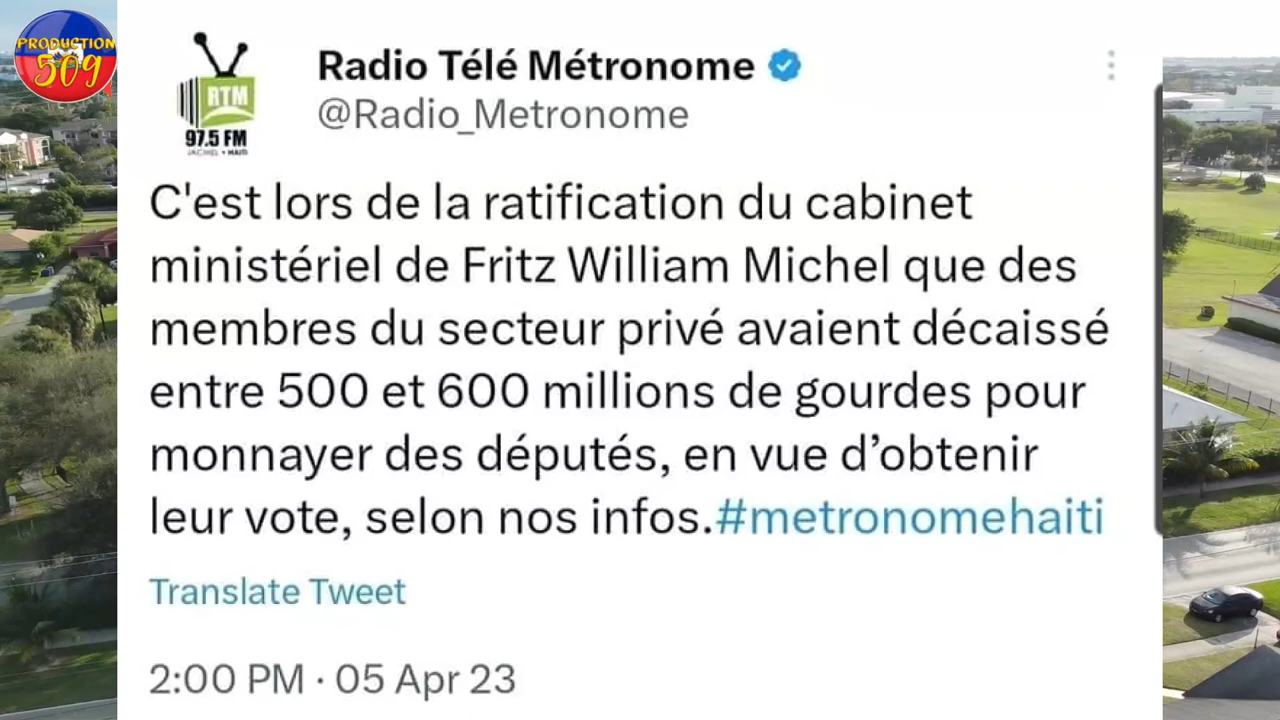 PRODUCTION
509
RTM
97.5 FM
JACMEL • HAITI
Radio Télé Métronome
@Radio_Metronome
C'est lors de la ratification du cabinet
ministériel de Fritz William Michel que des
membres du secteur privé avaient décaissé
entre 500 et 600 millions de gourdes pour
monnayer des députés, en vue d’obtenir
leur vote, selon nos infos.#metronomehaiti
Translate Tweet
2:00 PM · 05 Apr 23